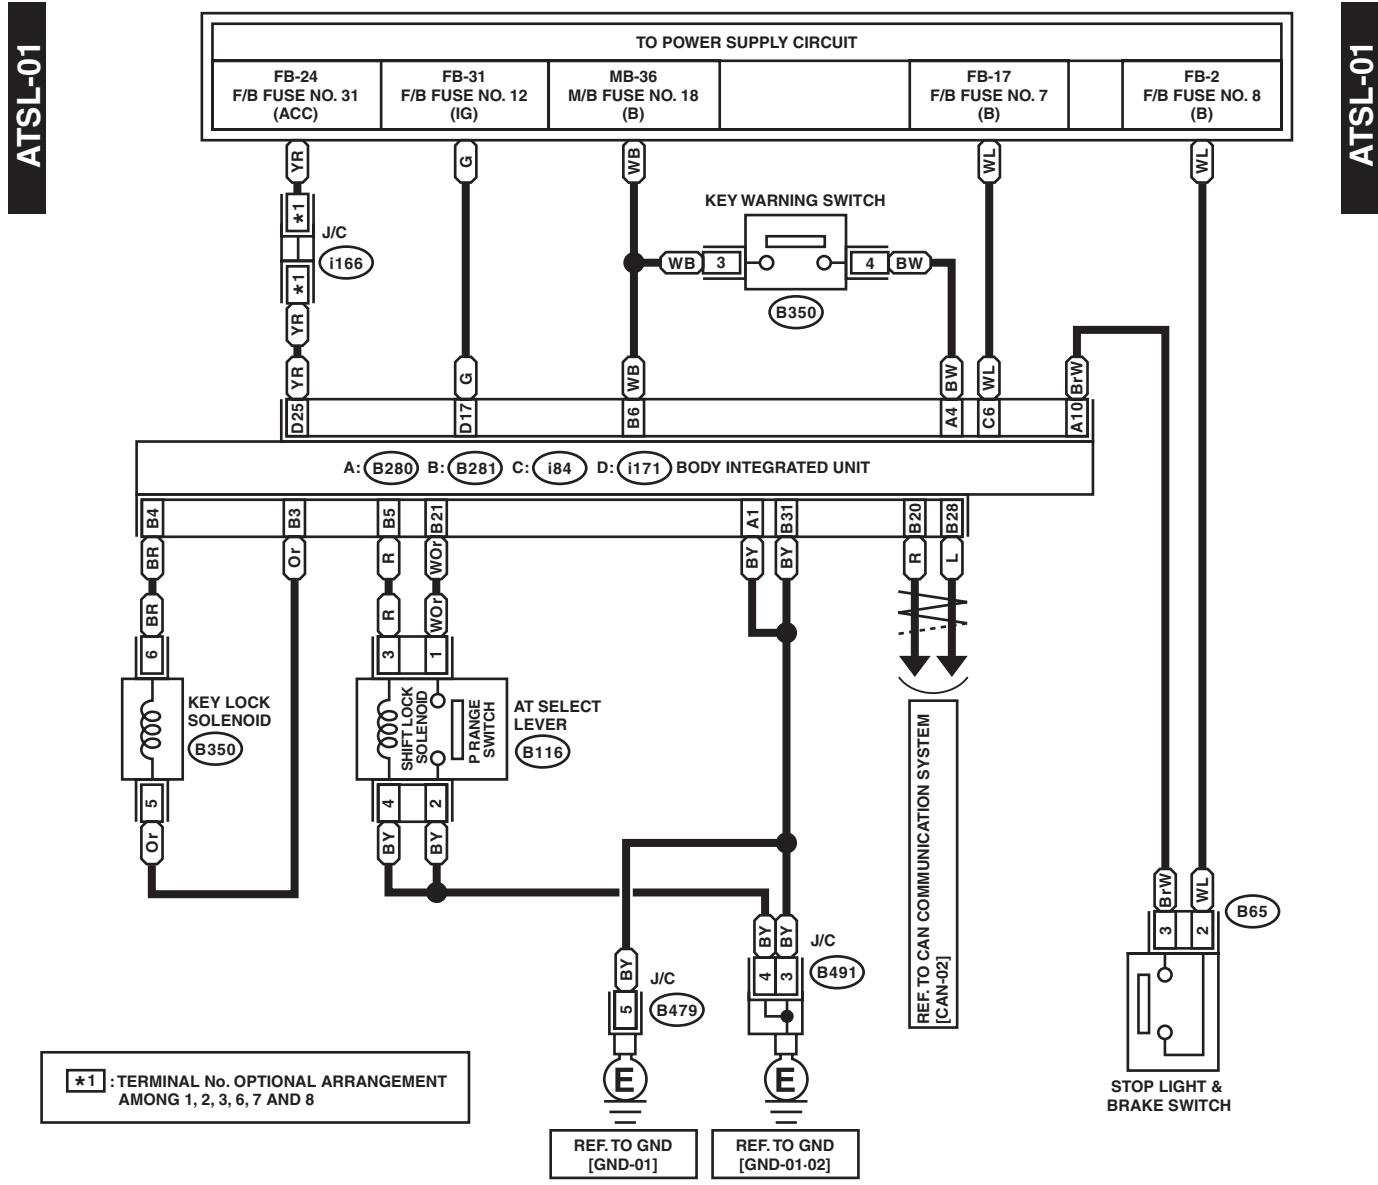 ATSL-01
ATSL-01
TO POWER SUPPLY CIRCUIT
FB-24
F/B FUSE NO. 31
(ACC)
FB-31
F/B FUSE NO. 12
(IG)
MB-36
M/B FUSE NO. 18
(B)
FB-17
F/B FUSE NO. 7
(B)
FB-2
F/B FUSE NO. 8
(B)
YR
G
WB
WL
WL
*1
J/C
i166
*1
YR
KEY WARNING SWITCH
WB
3
4
BW
B350
YR
G
WB
BW
WL
BrW
D25
D17
B6
A4
C6
A10
A: B280 B: B281 C: i84 D: i171 BODY INTEGRATED UNIT
B4
B3
B5
B21
A1
B31
B20
B28
BR
Or
R
WOr
BY
BY
R
L
BR
R
WOr
6
3
1
KEY LOCK
SOLENOID
B350
SHIFT LOCK
SOLENOID
P RANGE
SWITCH
AT SELECT
LEVER
B116
5
4
2
Or
BY
BY
REF. TO CAN COMMUNICATION SYSTEM
[CAN-02]
BrW
WL
B65
3
2
BY
BY
J/C
4
3
B491
BY
J/C
5
B479
STOP LIGHT &
BRAKE SWITCH
*1 : TERMINAL No. OPTIONAL ARRANGEMENT
AMONG 1, 2, 3, 6, 7 AND 8
E
E
REF. TO GND
[GND-01]
REF. TO GND
[GND-01·02]